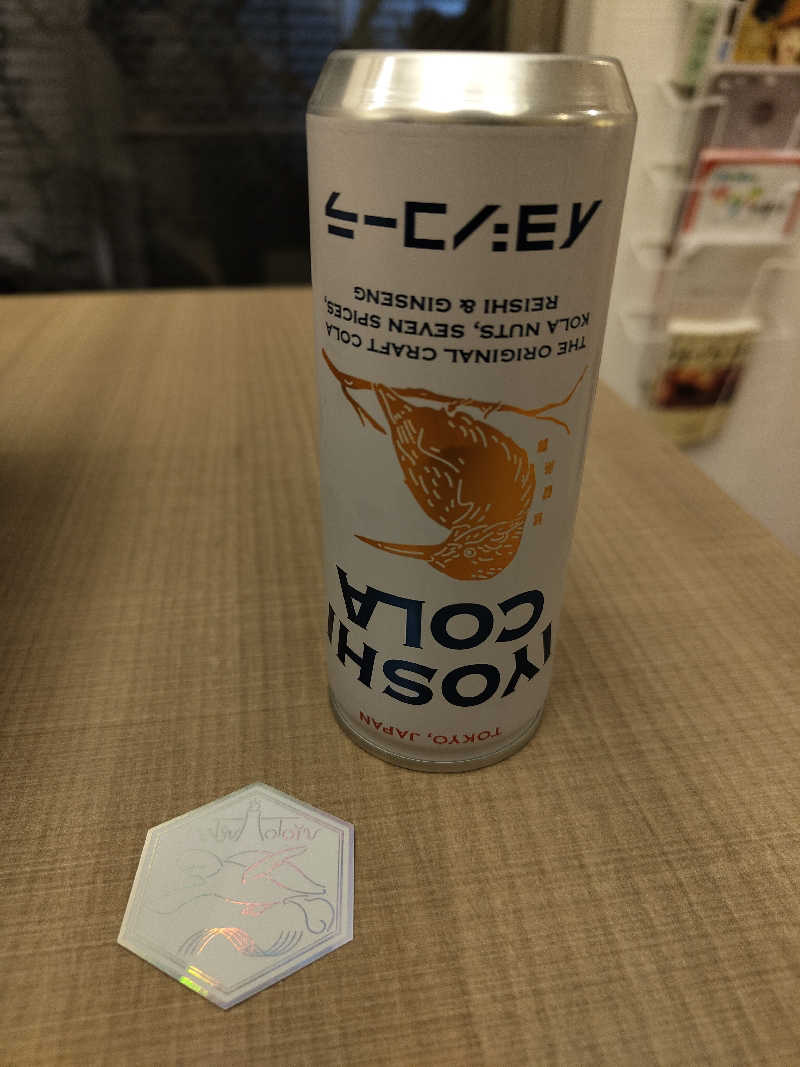 TOKYO, JAPAN
IYOSHI
COLA
THE ORIGINAL CRAFT COLA
KOLA NUTS, SEVEN SPICES,
REISHI & GINSENG
イヨシコーラ